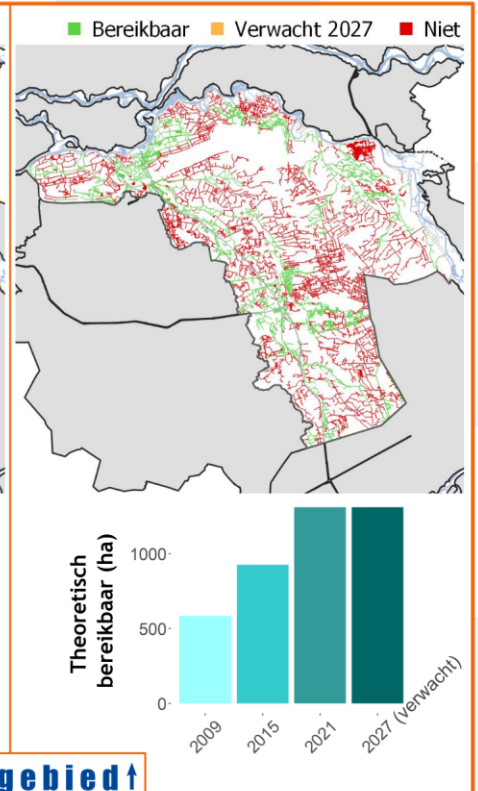 Bereikbaar Verwacht 2027 Niet
Theoretisch
bereikbaar (ha)
1000
500
0
2009
2015
2021
2027 (verwacht)
gebied